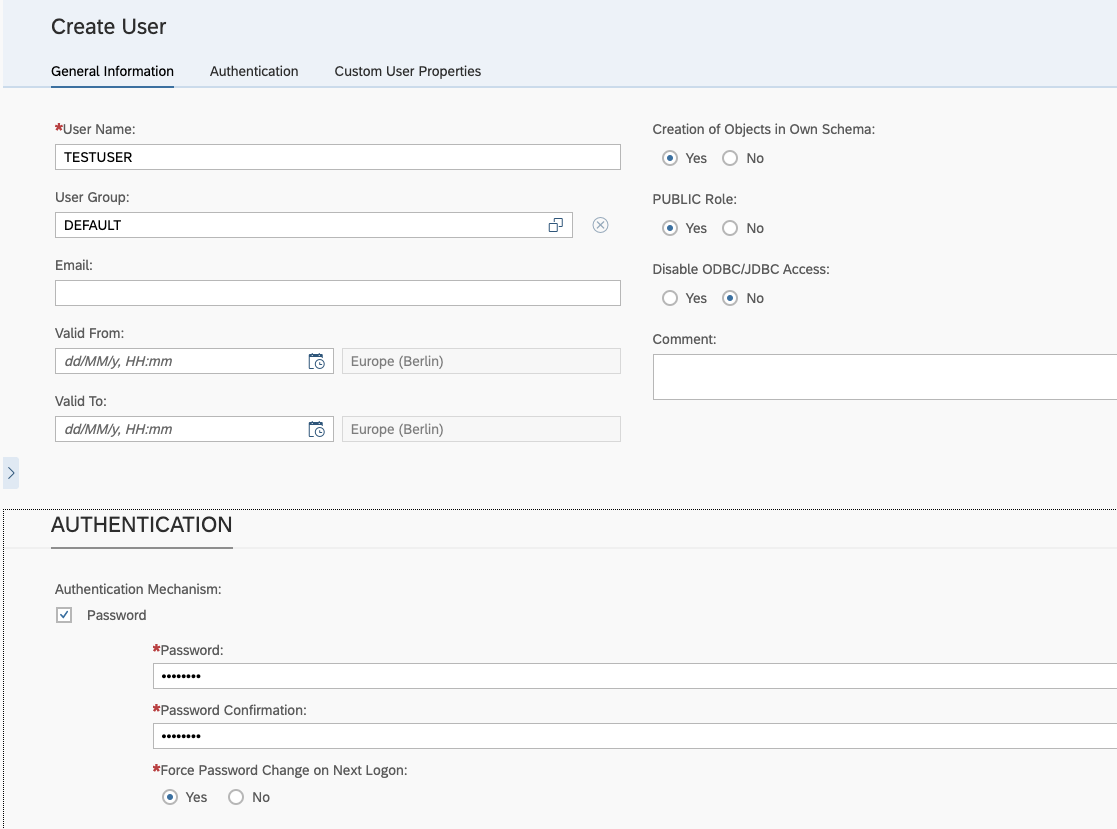 Create User
General Information Authentication Custom User Properties
*User Name:
TESTUSER
User Group:
DEFAULT
Email:
Valid From:
dd/MM/y, HH:mm Europe (Berlin)
Valid To:
dd/MM/y, HH:mm Europe (Berlin)
Creation of Objects in Own Schema:
Yes No
PUBLIC Role:
Yes No
Disable ODBC/JDBC Access:
Yes No
Comment:
AUTHENTICATION
Authentication Mechanism:
Password
*Password:
••••••••
*Password Confirmation:
••••••••
*Force Password Change on Next Logon:
Yes No